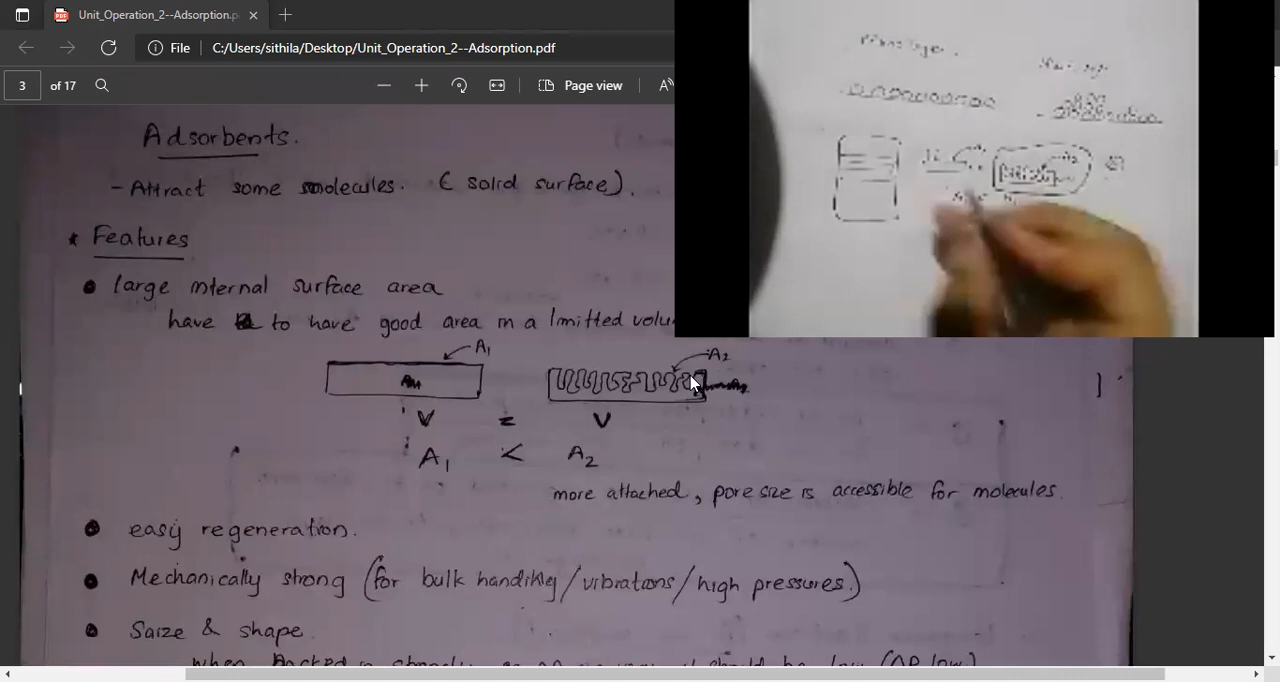 Unit_Operation_2--Adsorption.p
File C:/Users/sithila/Desktop/Unit_Operation_2--Adsorption.pdf
3 of 17 Page view
Adsorbents.
- Attract some molecules. (solid surface).
* Features
large internal surface area
have to have good area in a limitted volu
A1 A2
V = V
A1 < A2
more attached, pore size is accessible for molecules.
easy regeneration.
Mechanically strong (for bulk handikly/vibrations/high pressures.)
Saize & shape.